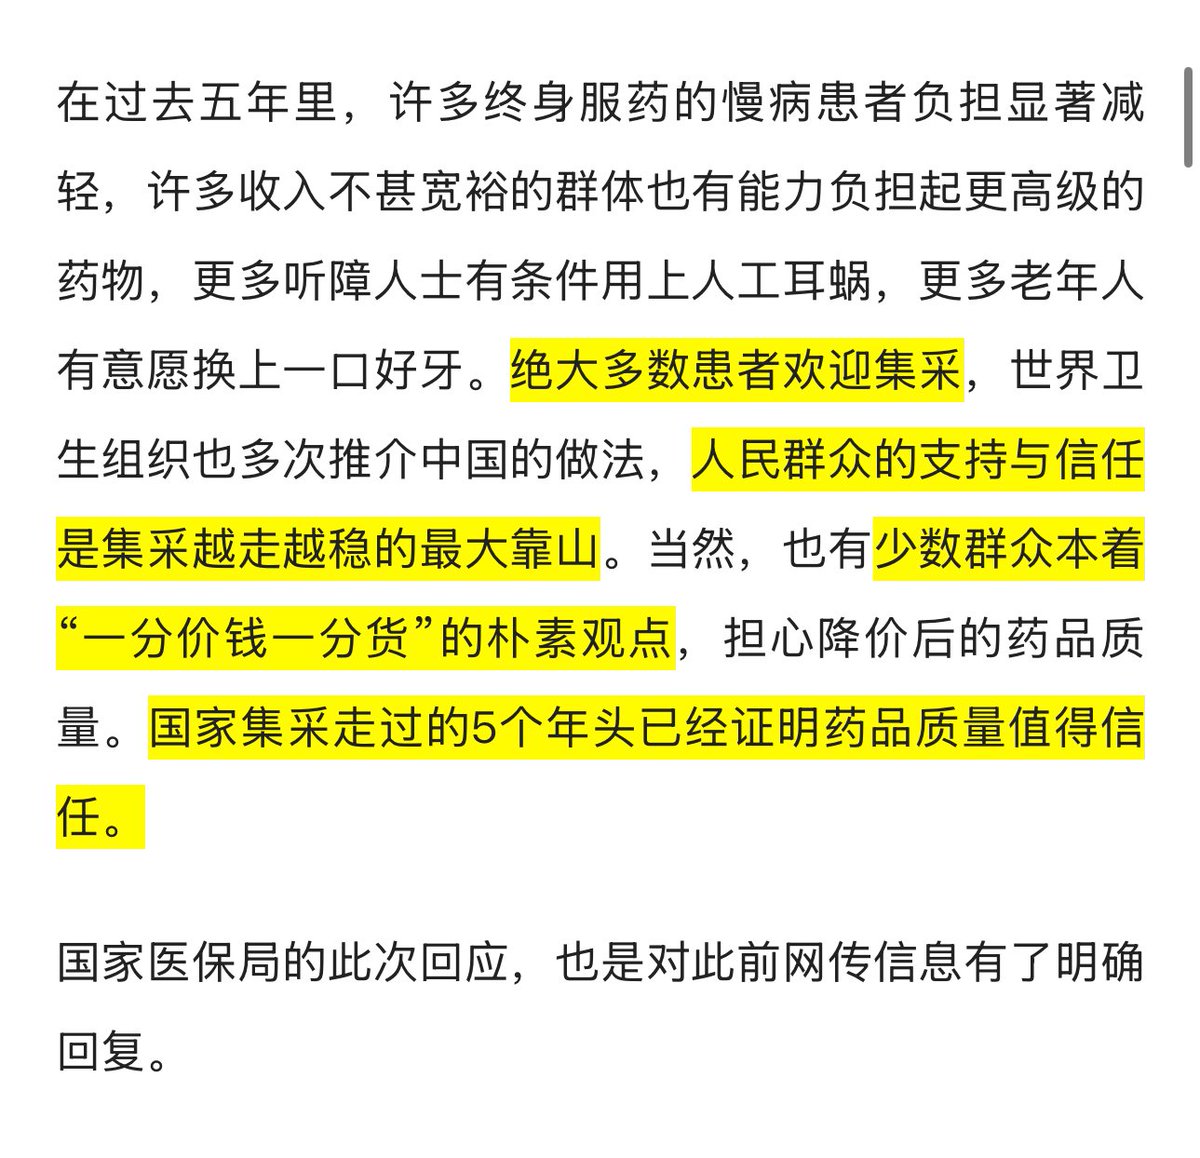 在过去五年里，许多终身服药的慢病患者负担显著减
轻，许多收入不甚宽裕的群体也有能力负担起更高级的
药物，更多听障人士有条件用上人工耳蜗，更多老年人
有意愿换上一口好牙。绝大多数患者欢迎集采，世界卫
生组织也多次推介中国的做法，人民群众的支持与信任
是集采越走越稳的最大靠山。当然，也有少数群众本着
“一分价钱一分货”的朴素观点，担心降价后的药品质
量。国家集采走过的5个年头已经证明药品质量值得信
任。
国家医保局的此次回应，也是对此前网传信息有了明确
回复。